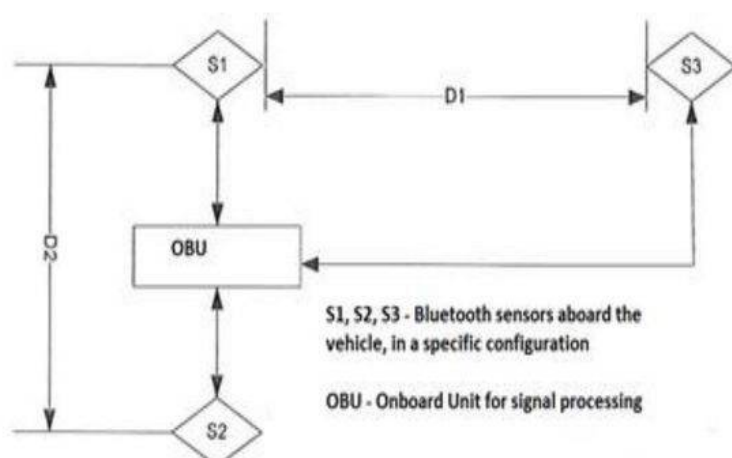 S1
S3
D1
D2
OBU
S1, S2, S3 - Bluetooth sensors aboard the
vehicle, in a specific configuration
OBU - Onboard Unit for signal processing
S2